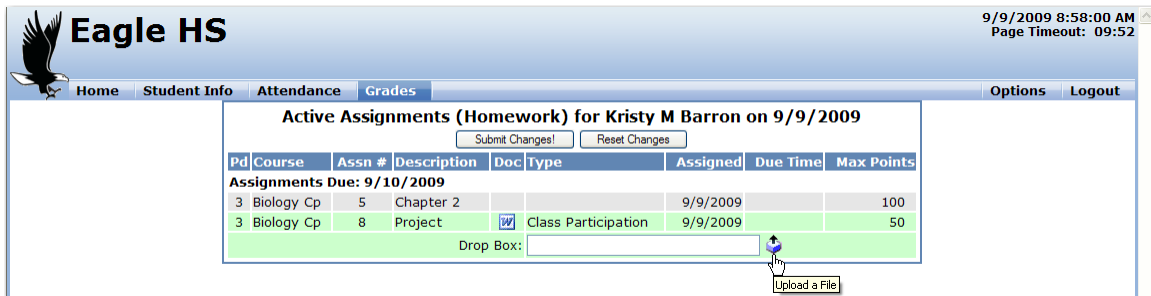 9/9/2009 8:58:00 AM
Eagle HS
Page Timeout: 09:52
Home Student Info Attendance Grades Options Logout
Active Assignments (Homework) for Kristy M Barron on 9/9/2009
Submit Changes! Reset Changes
Pd Course Assn # Description Doc Type Assigned Due Time Max Points
Assignments Due: 9/10/2009
3 Biology Cp 5 Chapter 2 9/9/2009 100
3 Biology Cp 8 Project W Class Participation 9/9/2009 50
Drop Box:
Upload a File